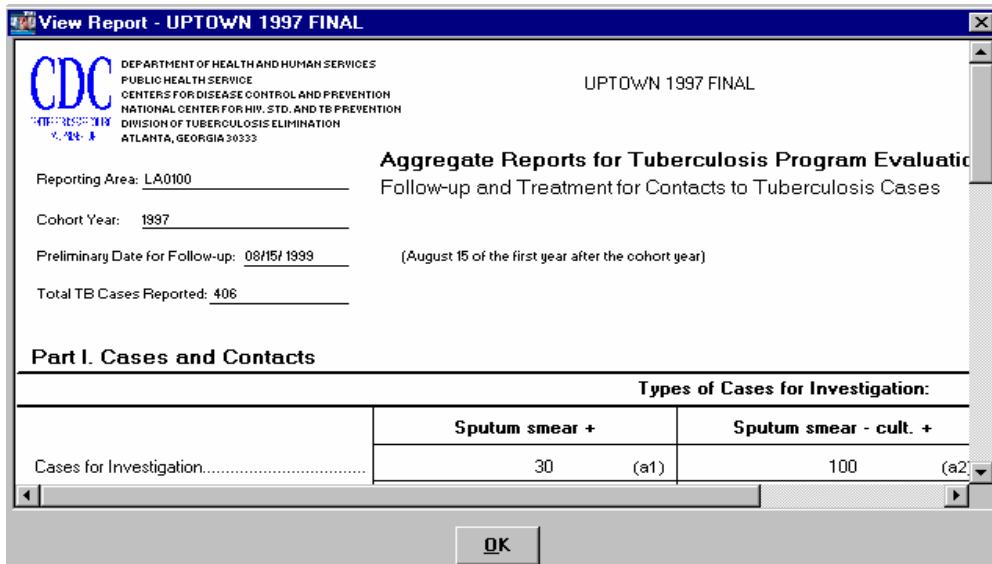 View Report - UPTOWN 1997 FINAL
CDC
DEPARTMENT OF HEALTH AND HUMAN SERVICES
PUBLIC HEALTH SERVICE
CENTERS FOR DISEASE CONTROL AND PREVENTION
NATIONAL CENTER FOR HIV. STD. AND TB PREVENTION
DIVISION OF TUBERCULOSIS ELIMINATION
ATLANTA, GEORGIA 30333
UPTOWN 1997 FINAL
Aggregate Reports for Tuberculosis Program Evaluatio
Follow-up and Treatment for Contacts to Tuberculosis Cases
Reporting Area: LA0100
Cohort Year: 1997
Preliminary Date for Follow-up: 08/15/1999 (August 15 of the first year after the cohort year)
Total TB Cases Reported: 406
Part I. Cases and Contacts
Types of Cases for Investigation:
Sputum smear + Sputum smear - cult. +
Cases for Investigation.................................. 30 (a1) 100 (a2)
OK